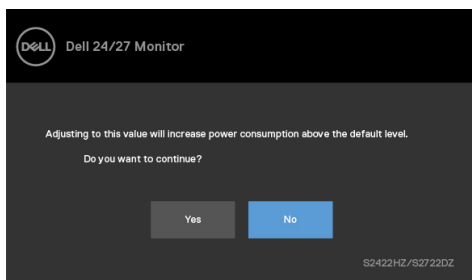 DELL
Dell 24/27 Monitor
Adjusting to this value will increase power consumption above the default level.
Do you want to continue?
Yes
No
S2422HZ/S2722DZ